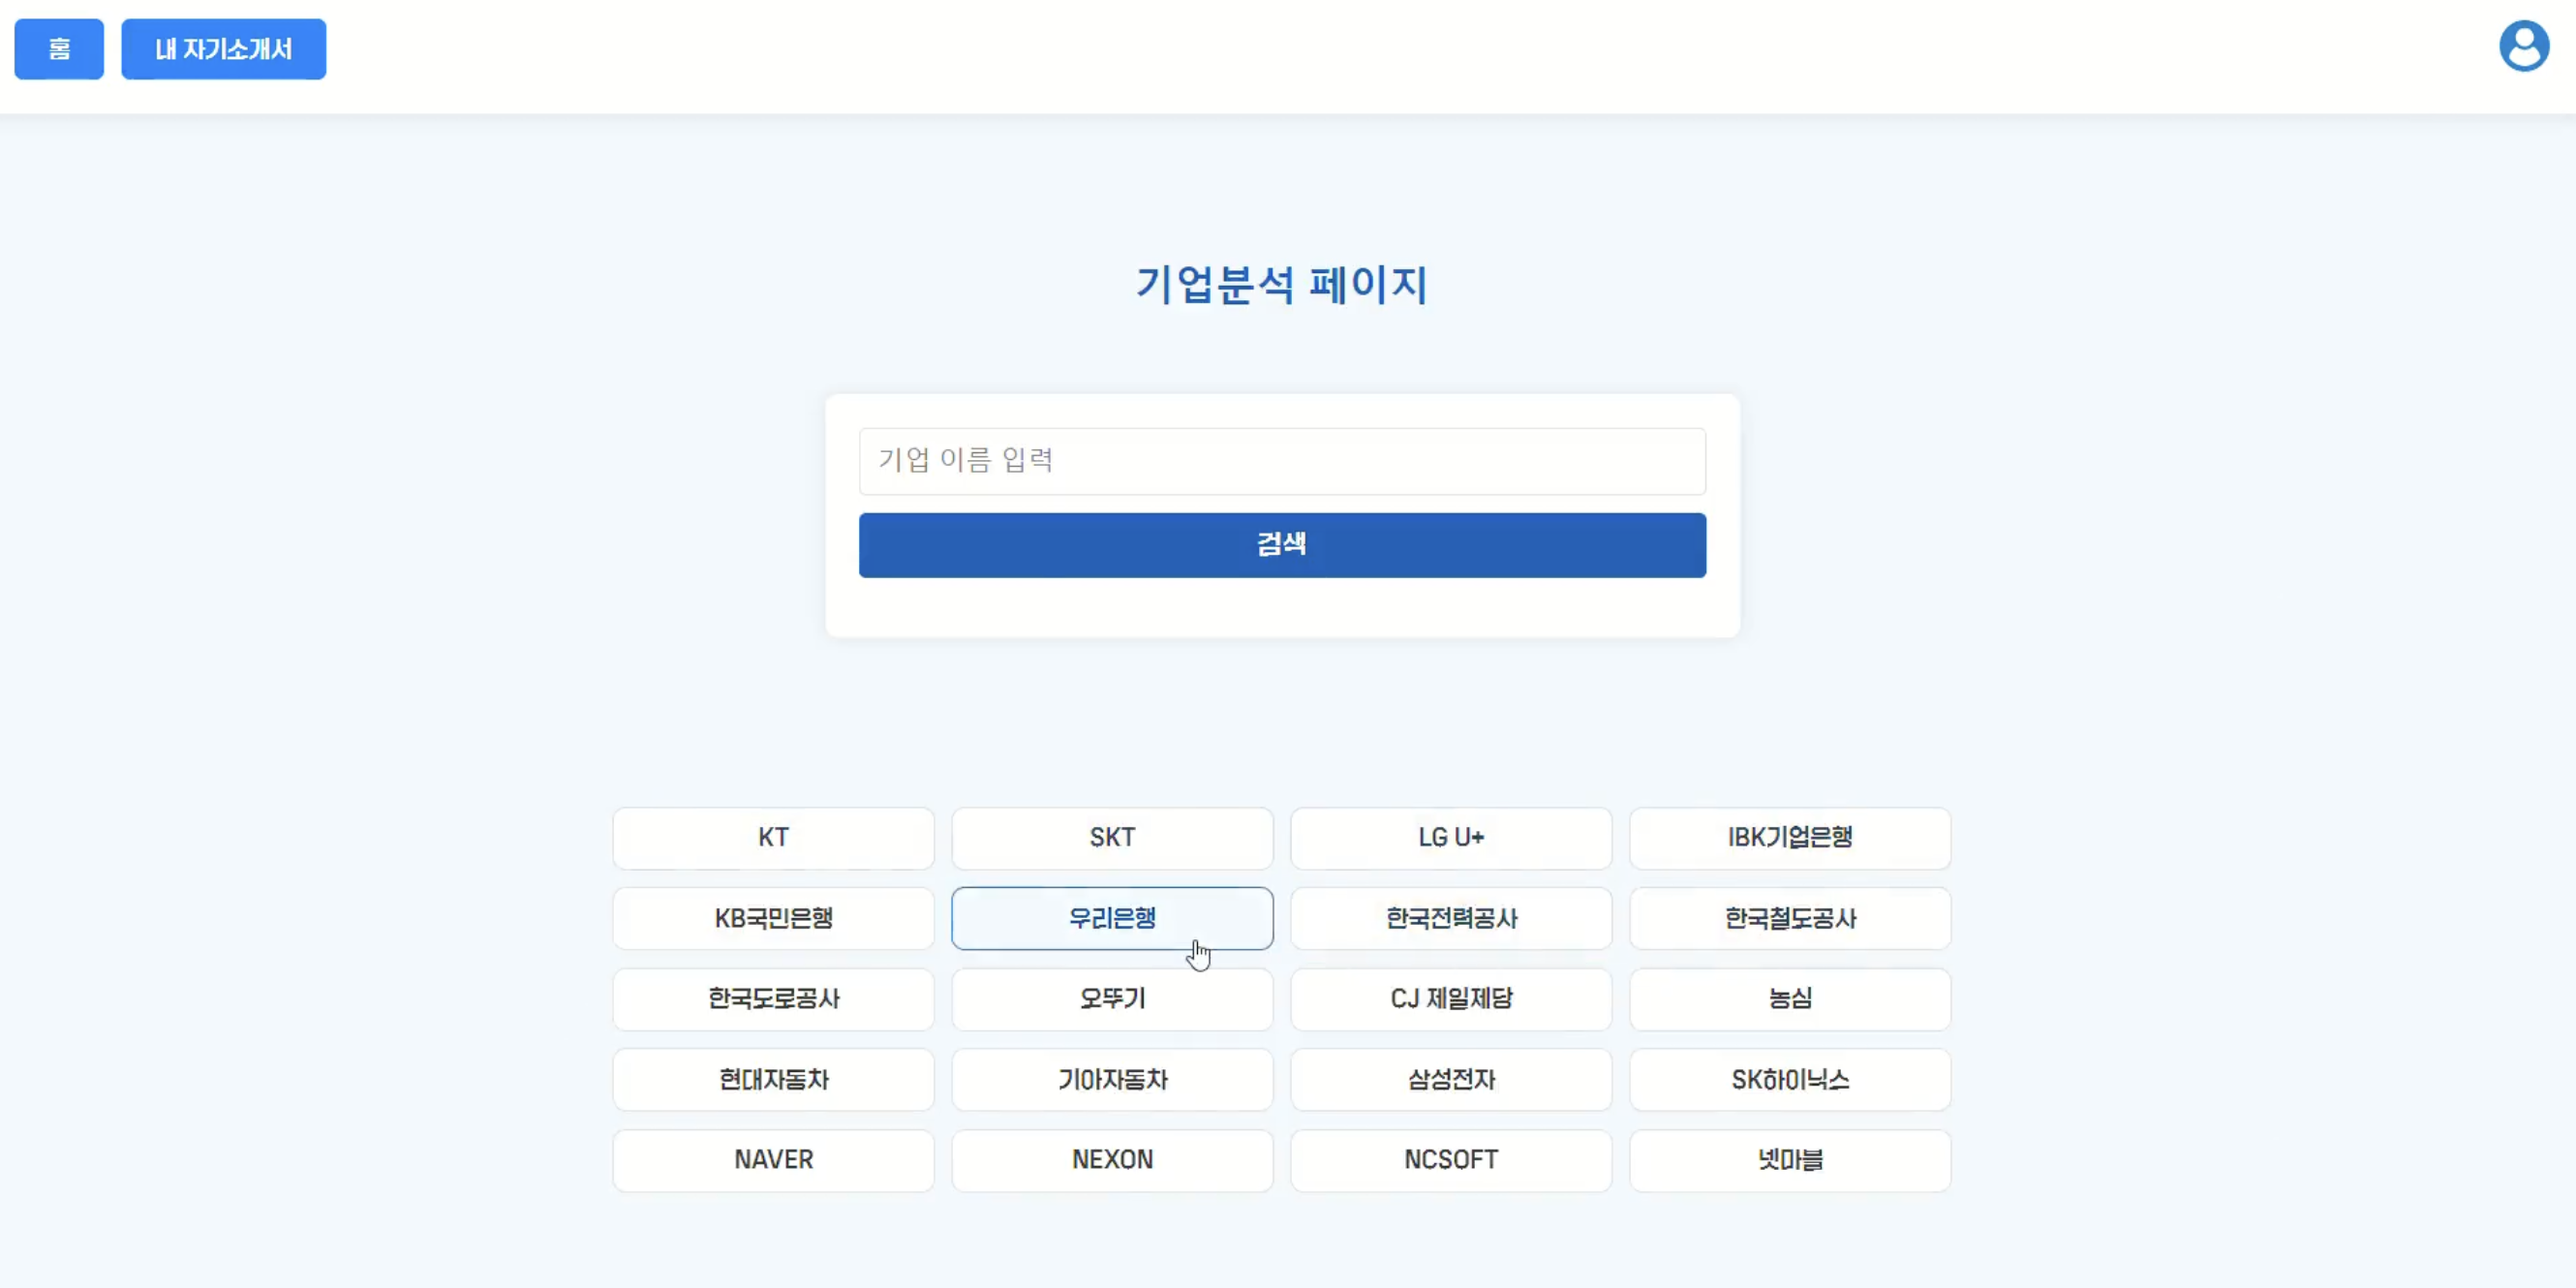 홈 내 자기소개서
기업분석 페이지
기업 이름 입력
검색
KT SKT LG U+ IBK기업은행
KB국민은행 우리은행 한국전력공사 한국철도공사
한국도로공사 오뚜기 CJ 제일제당 농심
현대자동차 기아자동차 삼성전자 SK하이닉스
NAVER NEXON NCSOFT 넷마블